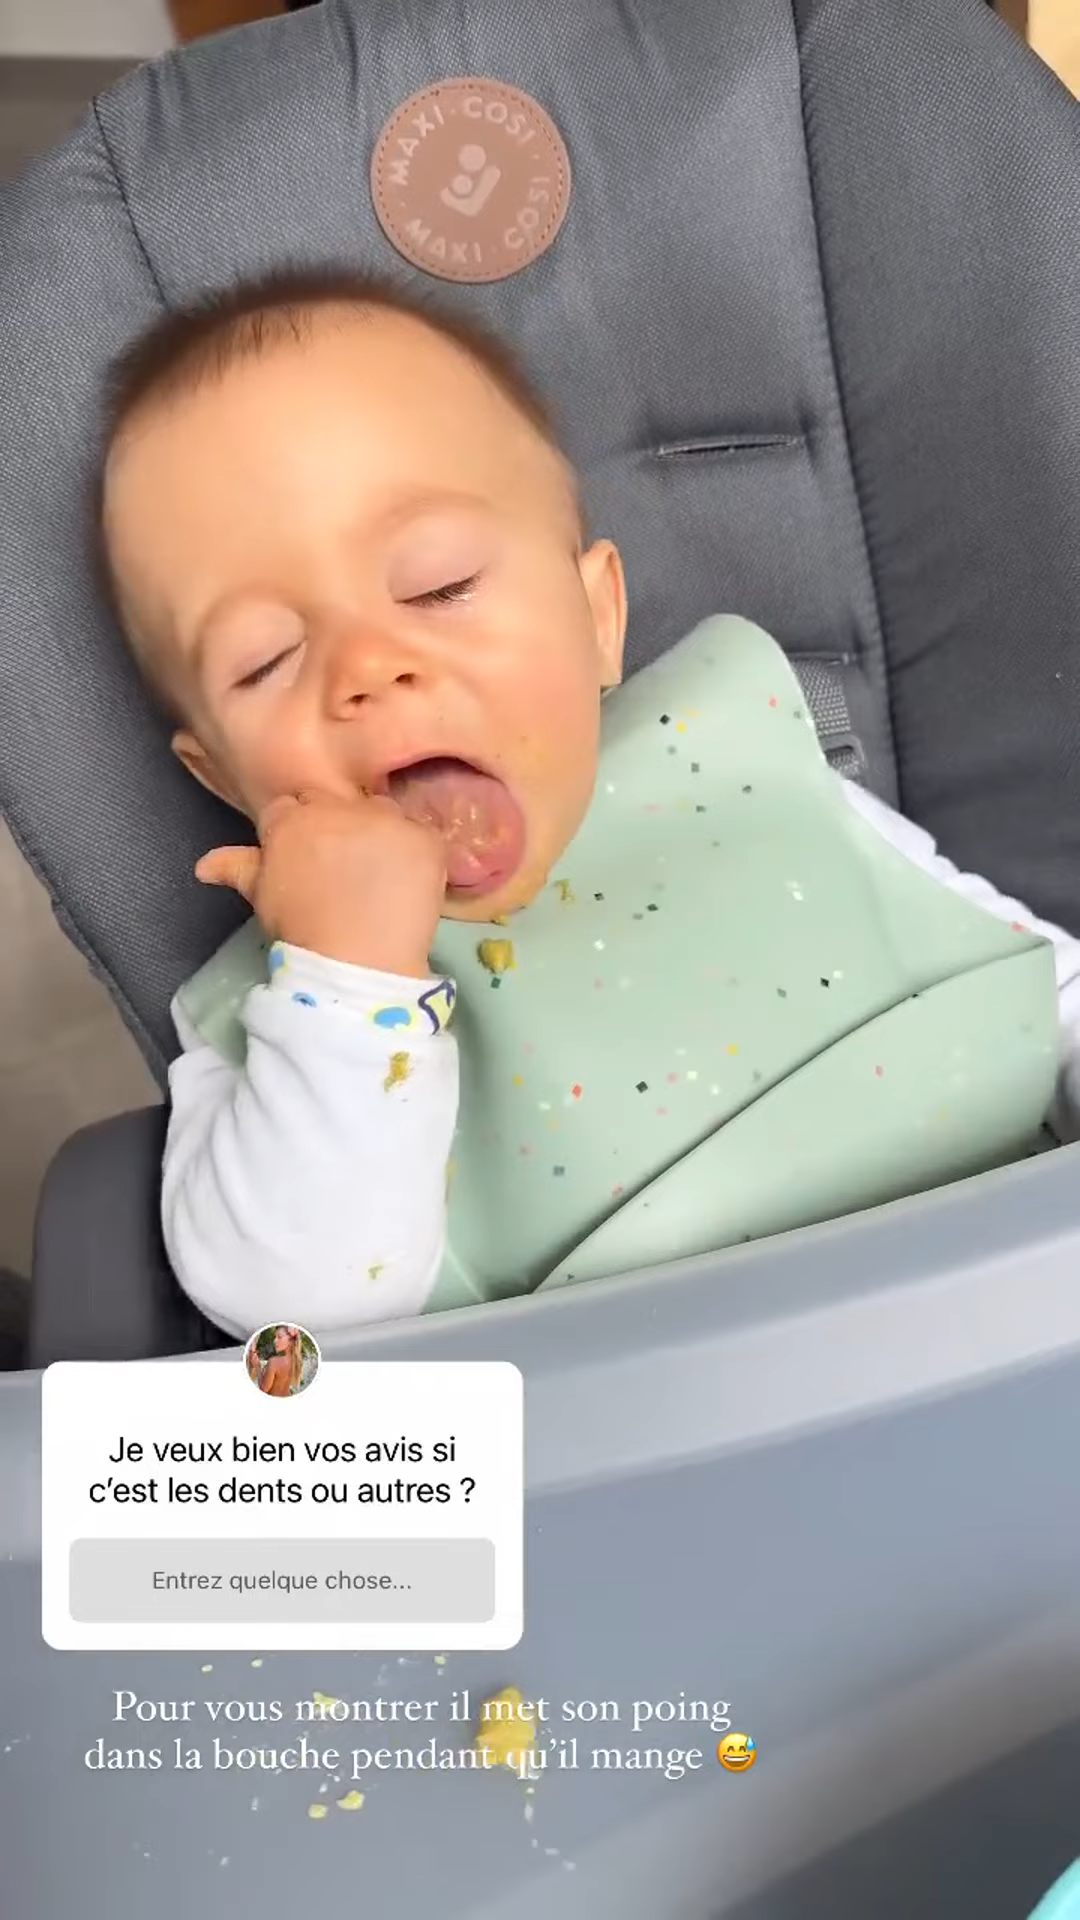 MAXI·COSI · MAXI·COSI ·
Je veux bien vos avis si
c’est les dents ou autres ?
Entrez quelque chose...
Pour vous montrer il met son poing
dans la bouche pendant qu’il mange 😅